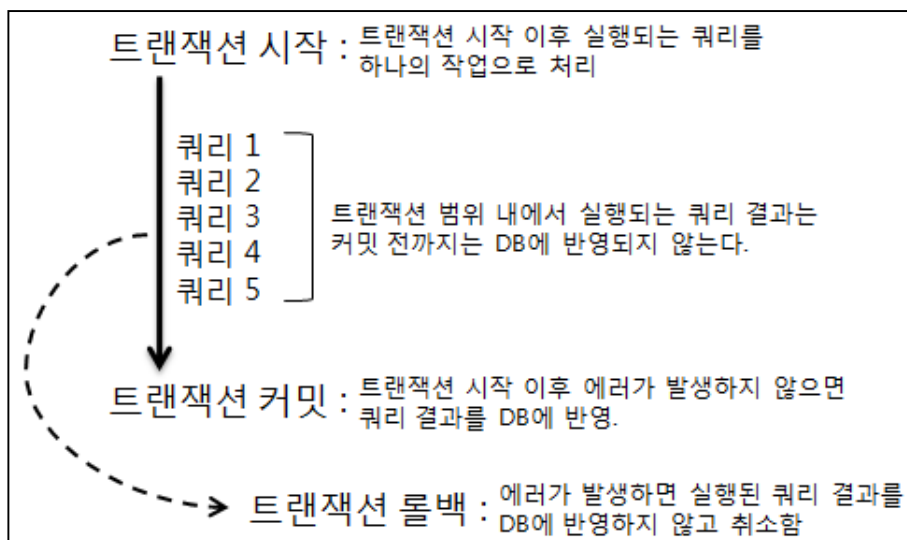 트랜잭션 시작 : 트랜잭션 시작 이후 실행되는 쿼리를
하나의 작업으로 처리
쿼리 1
쿼리 2
쿼리 3
쿼리 4
쿼리 5
트랜잭션 범위 내에서 실행되는 쿼리 결과는
커밋 전까지는 DB에 반영되지 않는다.
트랜잭션 커밋 : 트랜잭션 시작 이후 에러가 발생하지 않으면
쿼리 결과를 DB에 반영.
트랜잭션 롤백 : 에러가 발생하면 실행된 쿼리 결과를
DB에 반영하지 않고 취소함